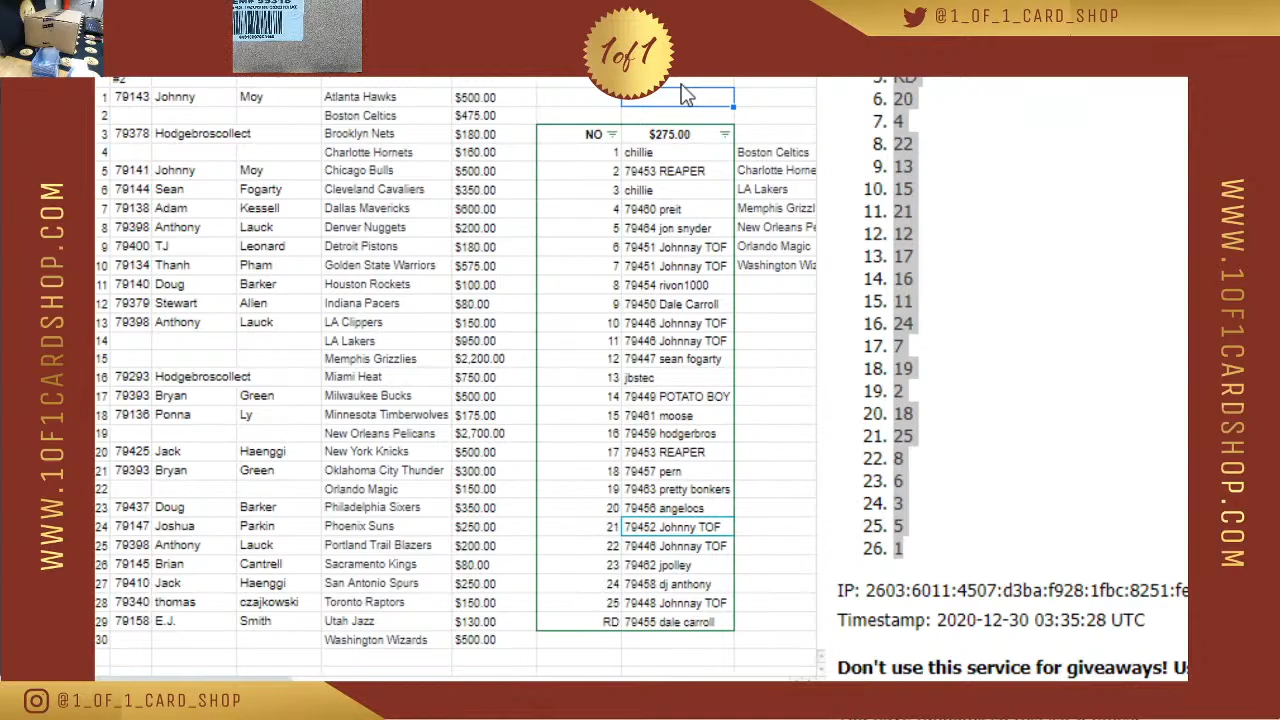 1of1
@1_OF_1_CARD_SHOP
WWW.1OF1CARDSHOP.COM
#2
1 79143 Johnny Moy Atlanta Hawks $500.00
2 Boston Celtics $475.00
3 79378 Hodgebroscollect Brooklyn Nets $180.00 NO $275.00
4 Charlotte Hornets $160.00 1 chillie Boston Celtics
5 79141 Johnny Moy Chicago Bulls $500.00 2 79453 REAPER Charlotte Horne
6 79144 Sean Fogarty Cleveland Cavaliers $350.00 3 chillie LA Lakers
7 79138 Adam Kessell Dallas Mavericks $600.00 4 79460 preit Memphis Grizzl
8 79398 Anthony Lauck Denver Nuggets $200.00 5 79464 jon snyder New Orleans Pe
9 79400 TJ Leonard Detroit Pistons $180.00 6 79451 Johnnay TOF Orlando Magic
10 79134 Thanh Pham Golden State Warriors $575.00 7 79451 Johnnay TOF Washington Wiz
11 79140 Doug Barker Houston Rockets $100.00 8 79454 rivon1000
12 79379 Stewart Allen Indiana Pacers $80.00 9 79450 Dale Carroll
13 79398 Anthony Lauck LA Clippers $150.00 10 79446 Johnnay TOF
14 LA Lakers $950.00 11 79446 Johnnay TOF
15 Memphis Grizzlies $2,200.00 12 79447 sean fogarty
16 79293 Hodgebroscollect Miami Heat $750.00 13 jbstec
17 79393 Bryan Green Milwaukee Bucks $500.00 14 79449 POTATO BOY
18 79136 Ponna Ly Minnesota Timberwolves $175.00 15 79461 moose
19 New Orleans Pelicans $2,700.00 16 79459 hodgerbros
20 79425 Jack Haenggi New York Knicks $500.00 17 79453 REAPER
21 79393 Bryan Green Oklahoma City Thunder $300.00 18 79457 pern
22 Orlando Magic $150.00 19 79463 pretty bonkers
23 79437 Doug Barker Philadelphia Sixers $350.00 20 79456 angelocs
24 79147 Joshua Parkin Phoenix Suns $250.00 21 79452 Johnny TOF
25 79398 Anthony Lauck Portland Trail Blazers $200.00 22 79446 Johnnay TOF
26 79145 Brian Cantrell Sacramento Kings $80.00 23 79462 jpolley
27 79410 Jack Haenggi San Antonio Spurs $250.00 24 79458 dj anthony
28 79340 thomas czajkowski Toronto Raptors $150.00 25 79448 Johnnay TOF
29 79158 E.J. Smith Utah Jazz $130.00 RD 79455 dale carroll
30 Washington Wizards $500.00
5. RD
6. 20
7. 4
8. 22
9. 13
10. 15
11. 21
12. 12
13. 17
14. 16
15. 11
16. 24
17. 7
18. 19
19. 2
20. 18
21. 25
22. 8
23. 6
24. 3
25. 5
26. 1
IP: 2603:6011:4507:d3ba:f928:1fbc:8251:fe
Timestamp: 2020-12-30 03:35:28 UTC
Don't use this service for giveaways! U
WWW.1OF1CARDSHOP.COM
@1_OF_1_CARD_SHOP